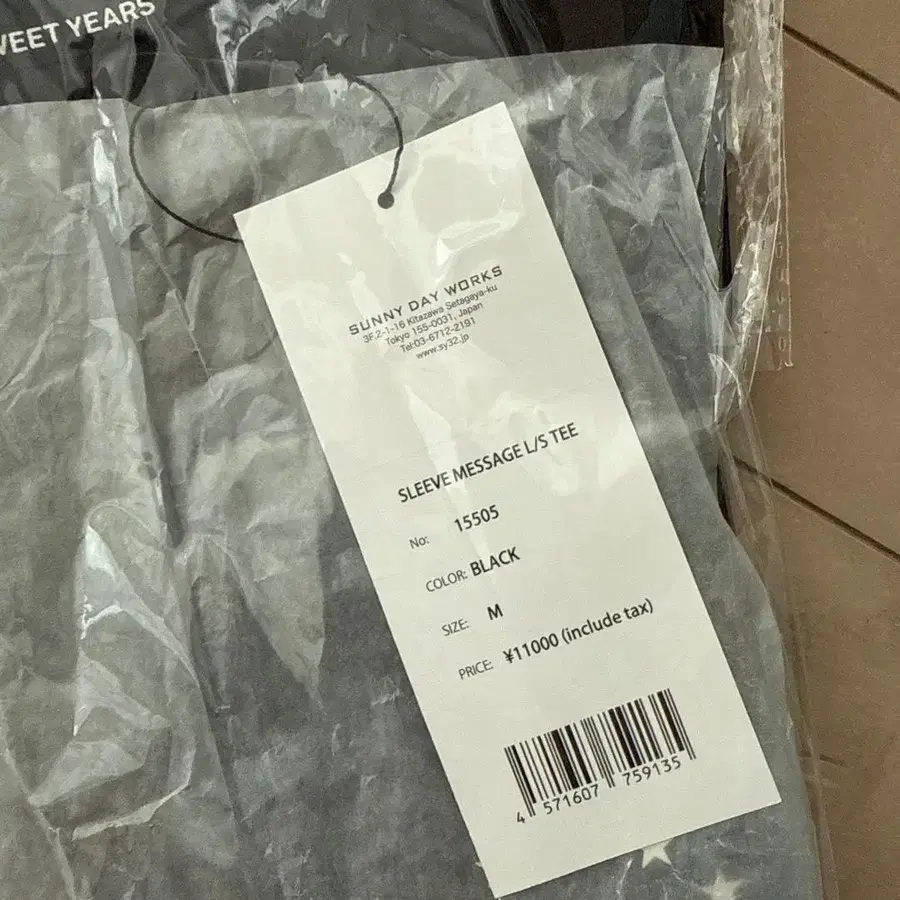 WEET YEARS
SUNNY DAY WORKS
3F,2-1-16 Kitazawa Setagaya-ku
Tokyo 155-0031, Japan
Tel:03-6712-2191
www.sy32.jp
SLEEVE MESSAGE L/S TEE
No: 15505
COLOR: BLACK
SIZE: M
PRICE: ¥11000 (include tax)
4 571607 759135